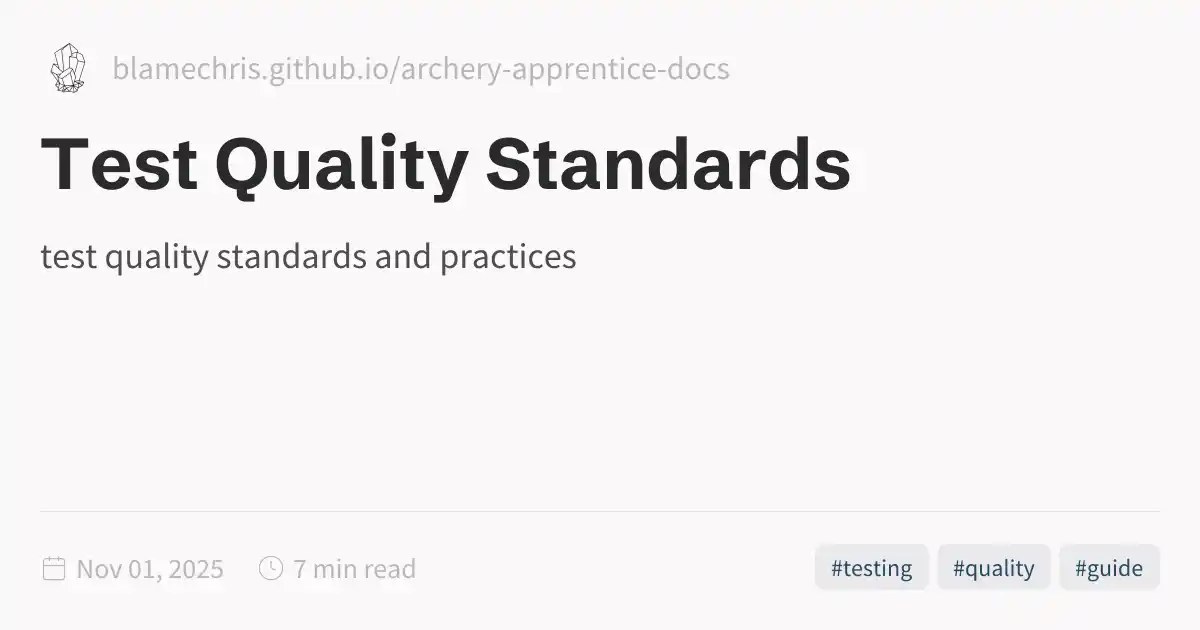 blamechris.github.io/archery-apprentice-docs
Test Quality Standards
test quality standards and practices
Nov 01, 2025 7 min read #testing #quality #guide